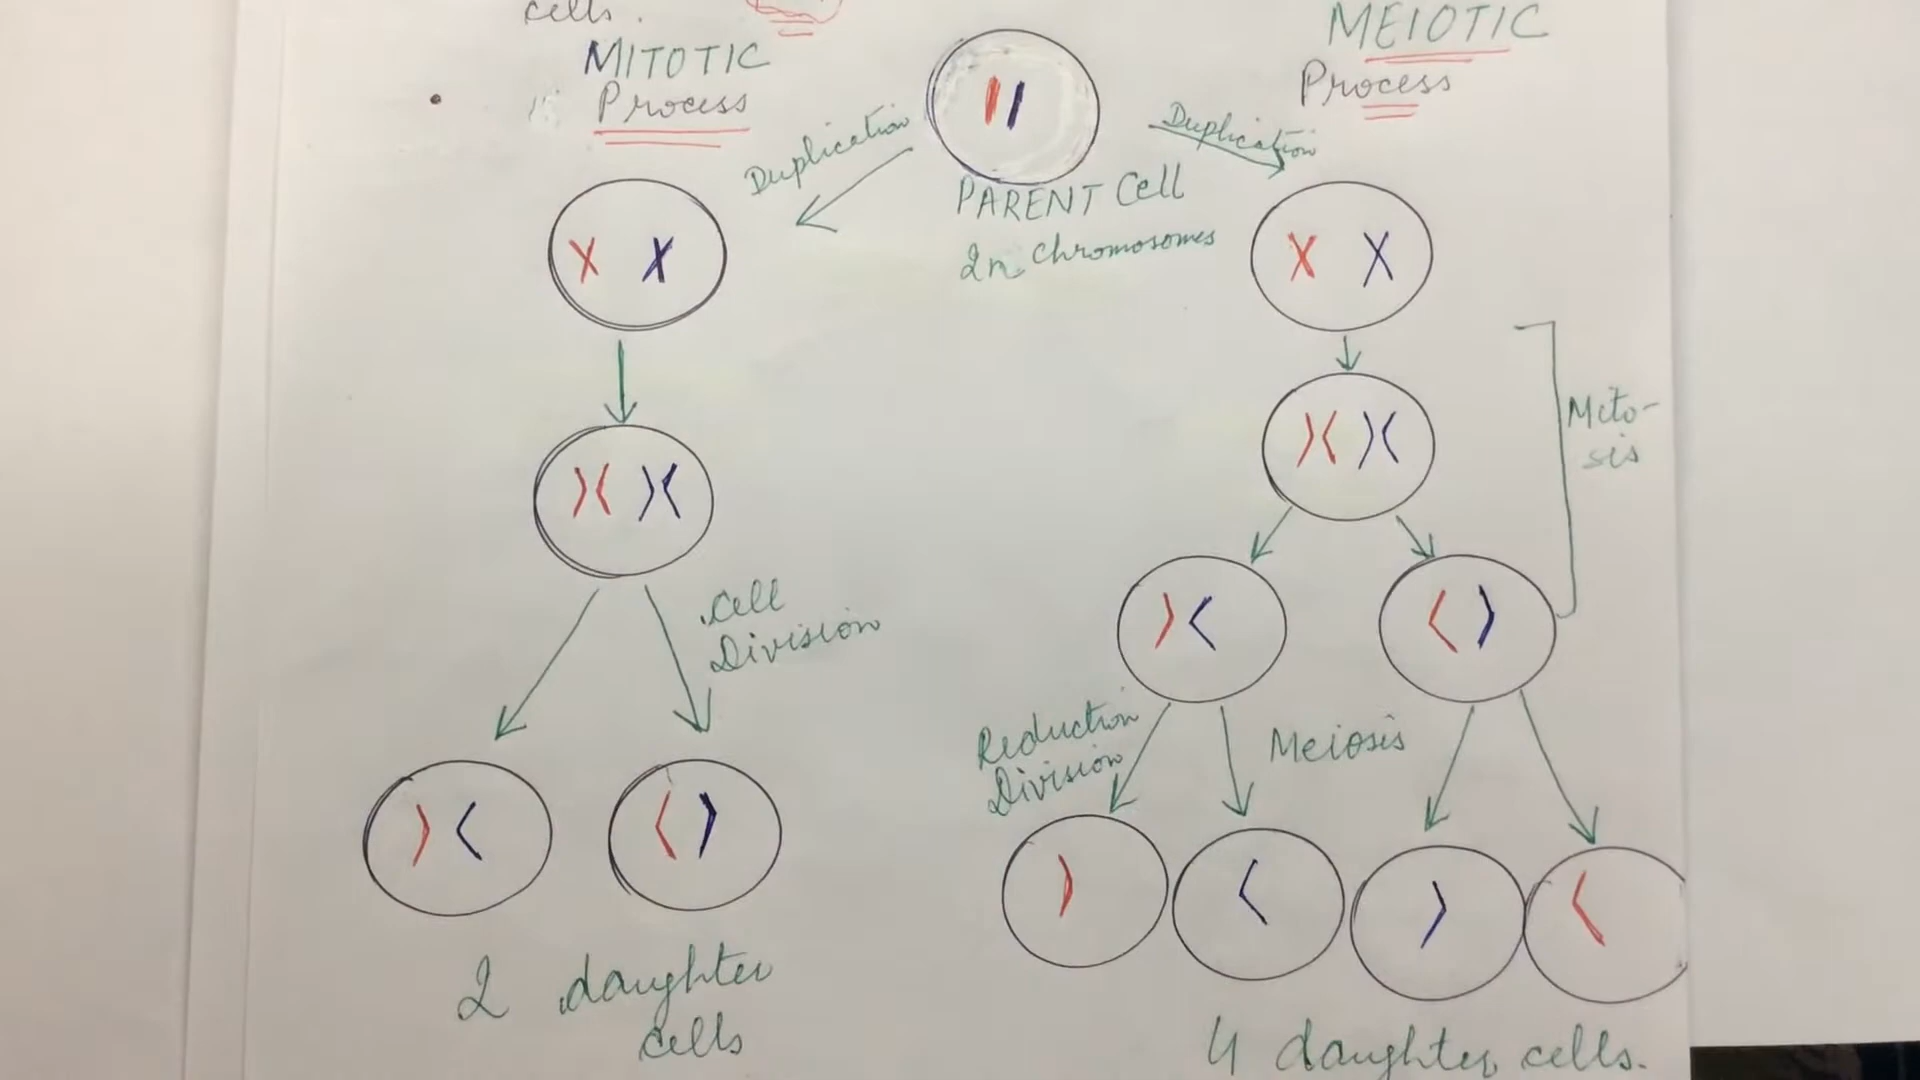 cells.
MITOTIC
Process
MEIOTIC
Process
Duplication
Duplication
PARENT Cell
2n chromosomes
Mito-
sis
Cell
Division
Reduction
Division
Meiosis
2 daughter
cells
4 daughter cells.